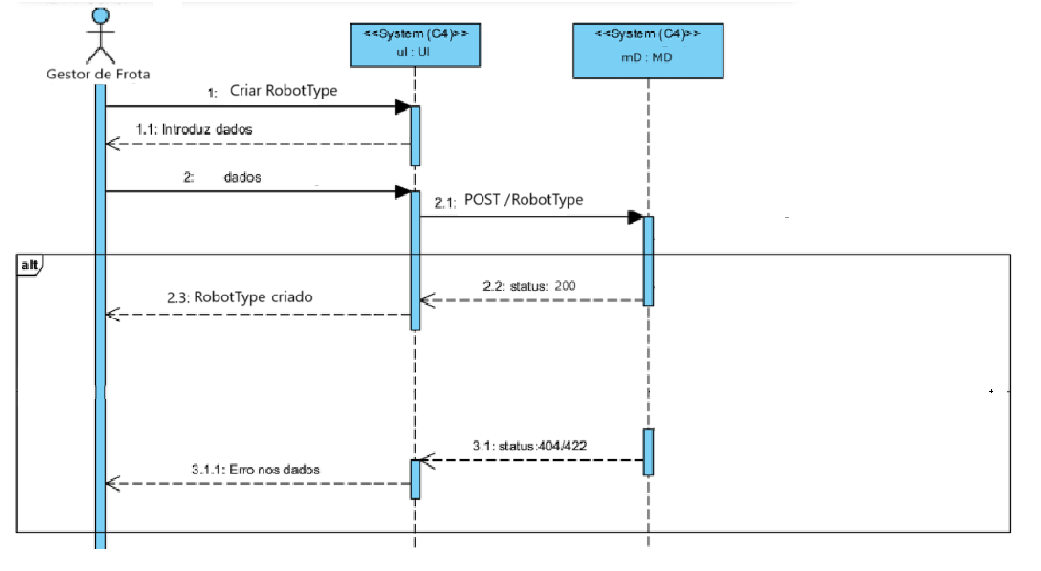 <<System (C4)>>
uI : UI
<<System (C4)>>
mD : MD
Gestor de Frota
1: Criar RobotType
1.1: Introduz dados
2: dados
2.1: POST /RobotType
alt
2.2: status: 200
2.3: RobotType criado
3.1: status:404/422
3.1.1: Erro nos dados